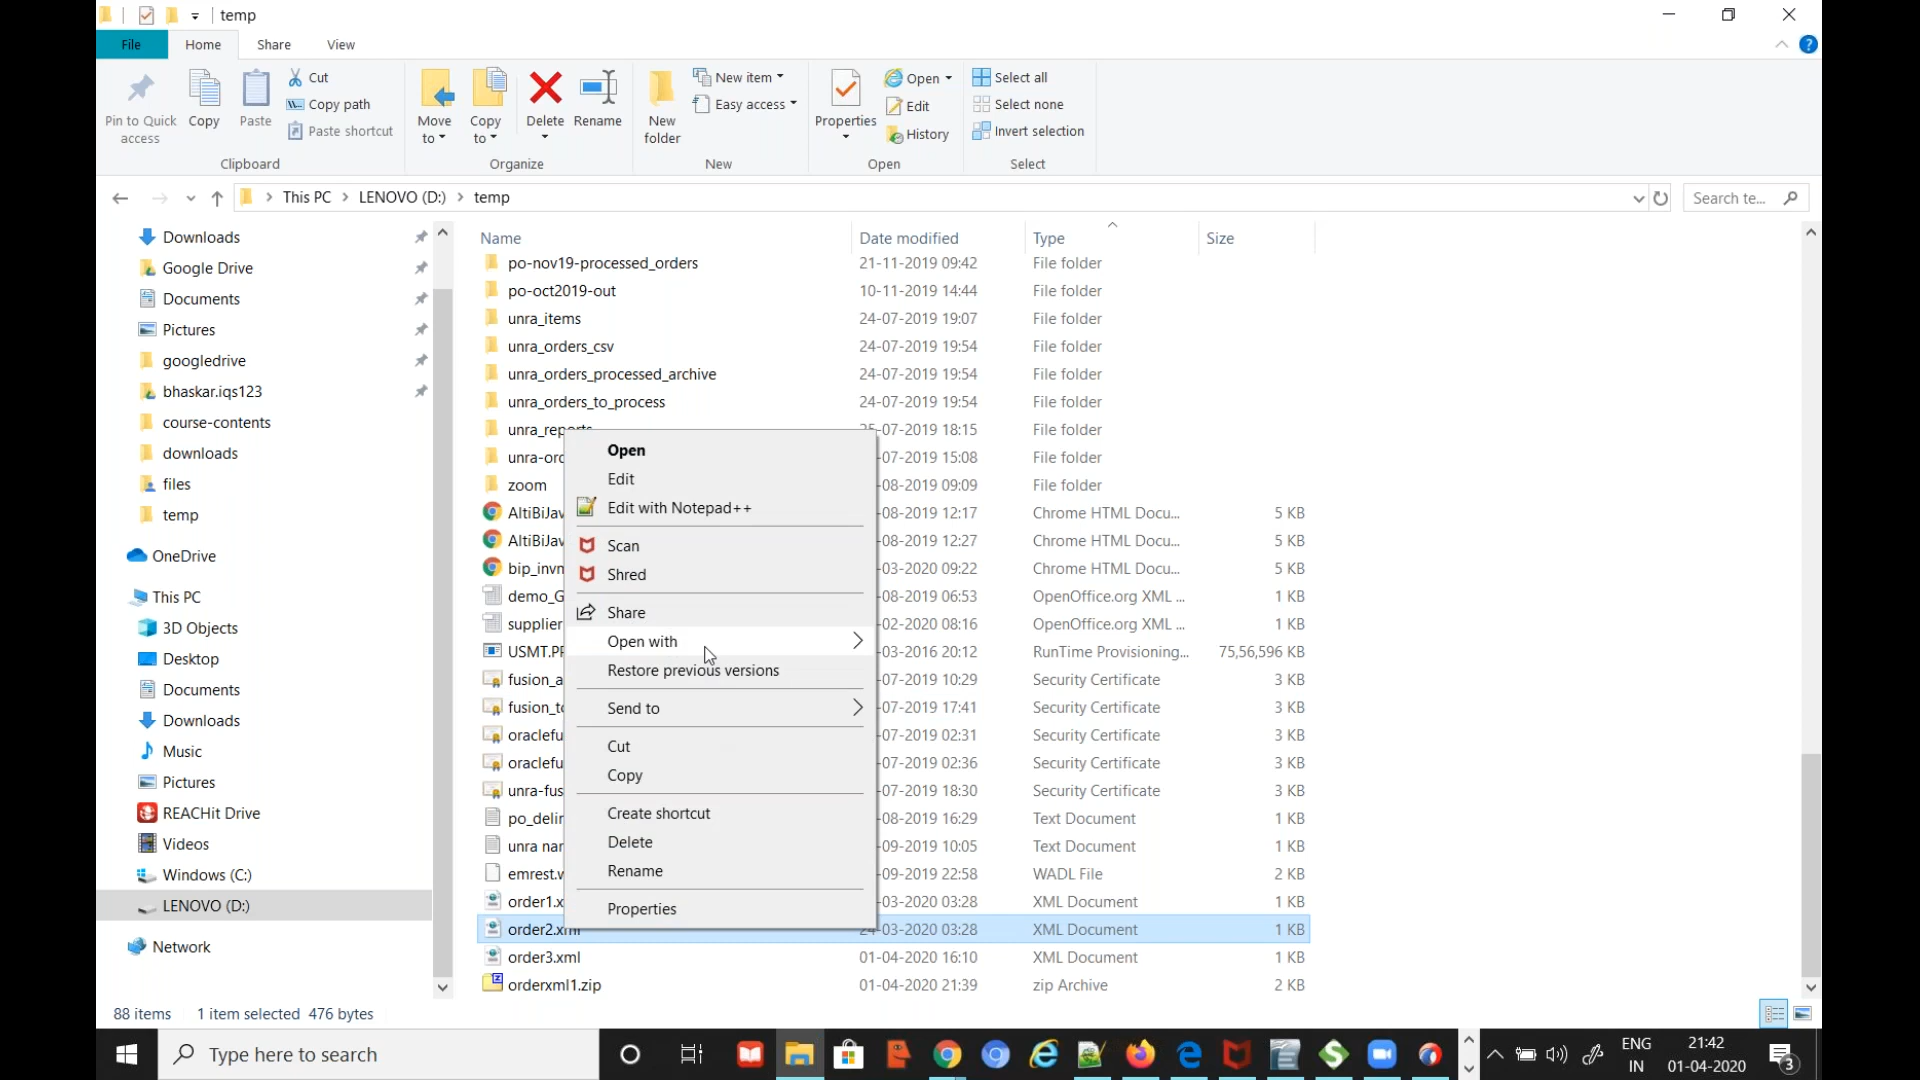 temp
File Home Share View
Pin to Quick access
Copy
Paste
Cut
Copy path
Paste shortcut
Clipboard
Move to
Copy to
Delete
Rename
Organize
New folder
New item
Easy access
New
Properties
Open
Edit
History
Open
Select all
Select none
Invert selection
Select
This PC > LENOVO (D:) > temp
Search te...
Downloads
Google Drive
Documents
Pictures
googledrive
bhaskar.iqs123
course-contents
downloads
files
temp
OneDrive
This PC
3D Objects
Desktop
Documents
Downloads
Music
Pictures
REACHit Drive
Videos
Windows (C:)
LENOVO (D:)
Network
Name Date modified Type Size
po-nov19-processed_orders 21-11-2019 09:42 File folder
po-oct2019-out 10-11-2019 14:44 File folder
unra_items 24-07-2019 19:07 File folder
unra_orders_csv 24-07-2019 19:54 File folder
unra_orders_processed_archive 24-07-2019 19:54 File folder
unra_orders_to_process 24-07-2019 19:54 File folder
unra_reports 25-07-2019 18:15 File folder
unra-or -07-2019 15:08 File folder
zoom -08-2019 09:09 File folder
AltiBiJav -08-2019 12:17 Chrome HTML Docu... 5 KB
AltiBiJav -08-2019 12:27 Chrome HTML Docu... 5 KB
bip_invn -03-2020 09:22 Chrome HTML Docu... 5 KB
demo_G -08-2019 06:53 OpenOffice.org XML ... 1 KB
supplier -02-2020 08:16 OpenOffice.org XML ... 1 KB
USMT.PP -03-2016 20:12 RunTime Provisioning... 75,56,596 KB
fusion_a -07-2019 10:29 Security Certificate 3 KB
fusion_to -07-2019 17:41 Security Certificate 3 KB
oraclefu -07-2019 02:31 Security Certificate 3 KB
oraclefu -07-2019 02:36 Security Certificate 3 KB
unra-fus -07-2019 18:30 Security Certificate 3 KB
po_delin -08-2019 16:29 Text Document 1 KB
unra nar -09-2019 10:05 Text Document 1 KB
emrest.w -09-2019 22:58 WADL File 2 KB
order1.x -03-2020 03:28 XML Document 1 KB
order2.xml 24-03-2020 03:28 XML Document 1 KB
order3.xml 01-04-2020 16:10 XML Document 1 KB
orderxml1.zip 01-04-2020 21:39 zip Archive 2 KB
Open
Edit
Edit with Notepad++
Scan
Shred
Share
Open with
Restore previous versions
Send to
Cut
Copy
Create shortcut
Delete
Rename
Properties
88 items 1 item selected 476 bytes
Type here to search
ENG
IN
21:42
01-04-2020
3